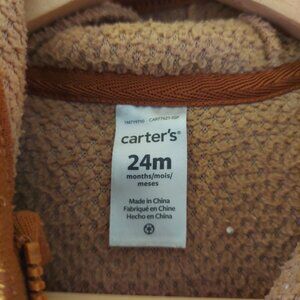 carter's®
24m
months/mois/
meses
Made in China
Fabriqué en Chine
Hecho en China